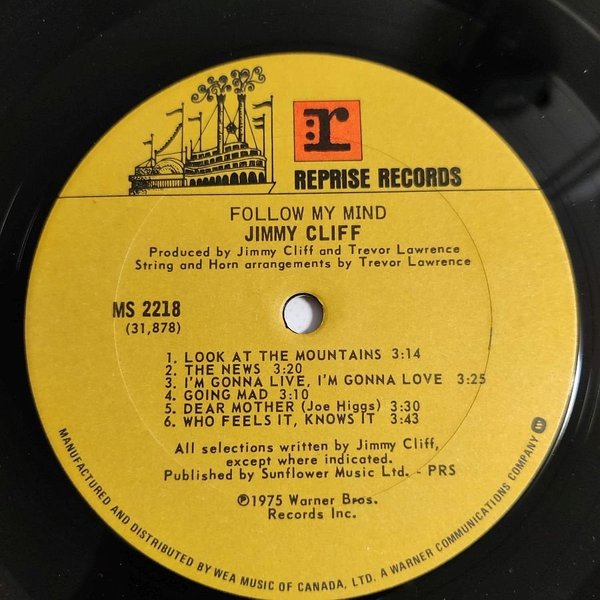 r
REPRISE RECORDS
FOLLOW MY MIND
JIMMY CLIFF
Produced by Jimmy Cliff and Trevor Lawrence
String and Horn arrangements by Trevor Lawrence
MS 2218
(31,878)
1. LOOK AT THE MOUNTAINS 3:14
2. THE NEWS 3:20
3. I'M GONNA LIVE, I'M GONNA LOVE 3:25
4. GOING MAD 3:10
5. DEAR MOTHER (Joe Higgs) 3:30
6. WHO FEELS IT, KNOWS IT 3:43
All selections written by Jimmy Cliff,
except where indicated.
Published by Sunflower Music Ltd. - PRS
℗1975 Warner Bros.
Records Inc.
MANUFACTURED AND DISTRIBUTED BY WEA MUSIC OF CANADA, LTD. A WARNER COMMUNICATIONS COMPANY